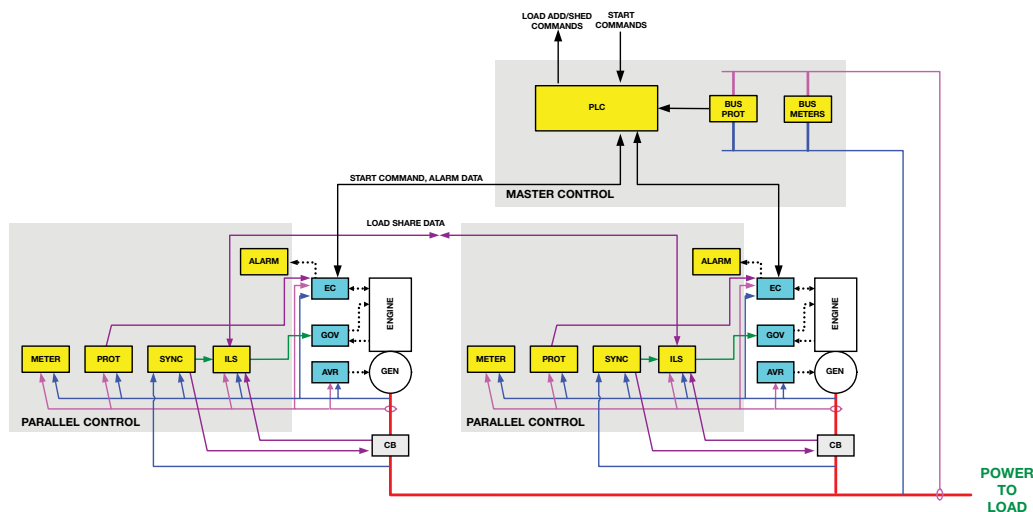 LOAD ADD/SHED
COMMANDS
START
COMMANDS
PLC
BUS
PROT
BUS
METERS
START COMMAND, ALARM DATA
MASTER CONTROL
LOAD SHARE DATA
ALARM
EC
ENGINE
GOV
METER
PROT
SYNC
ILS
AVR
GEN
PARALLEL CONTROL
CB
ALARM
EC
ENGINE
GOV
METER
PROT
SYNC
ILS
AVR
GEN
PARALLEL CONTROL
CB
POWER
TO
LOAD